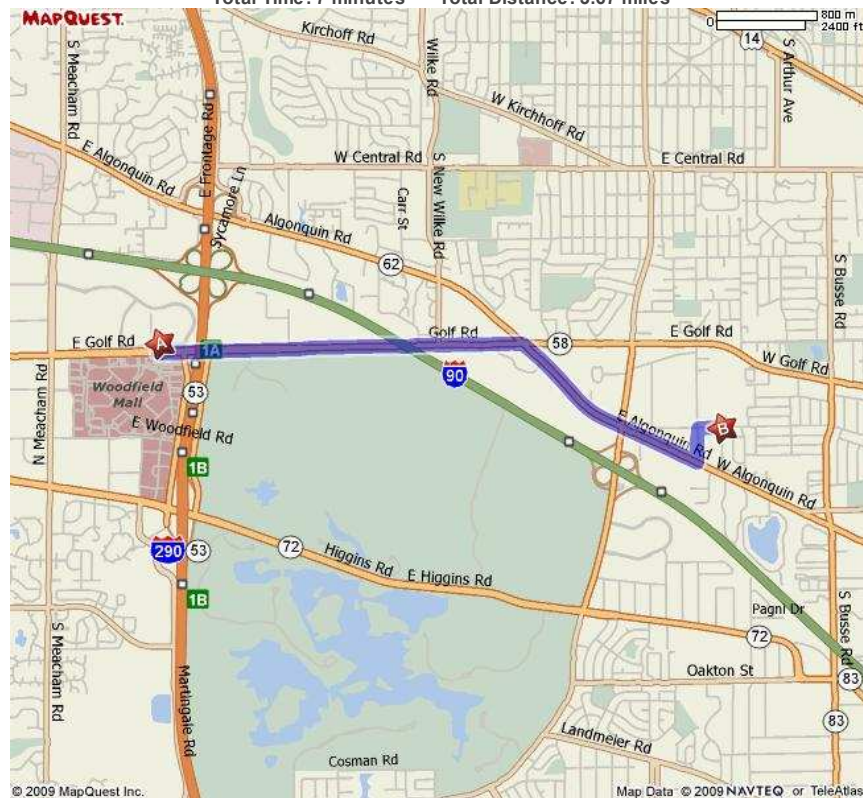 Total Time: 7 minutes
MAPQUEST.
800 m
0
2400 ft
Kirchoff Rd
Wilke Rd
14
S Meacham Rd
E Frontage Rd
S Arthur Ave
W Kirchhoff Rd
E Algonquin Rd
W Central Rd
E Central Rd
Sycamore Ln
Carr St
S New Wilke Rd
Algonquin Rd
62
S Busse Rd
E Golf Rd
A
1A
Golf Rd
58
E Golf Rd
W Golf Rd
90
N Meacham Rd
Woodfield
Mall
53
E Woodfield Rd
E Algonquin Rd
B
W Algonquin Rd
1B
290
53
72
Higgins Rd
E Higgins Rd
1B
Pagni Dr
S Meacham Rd
72
S Busse Rd
Oakton St
83
Martingale Rd
83
Landmeier Rd
Cosman Rd
© 2009 MapQuest Inc.
Map Data © 2009 NAVTEQ or TeleAtlas